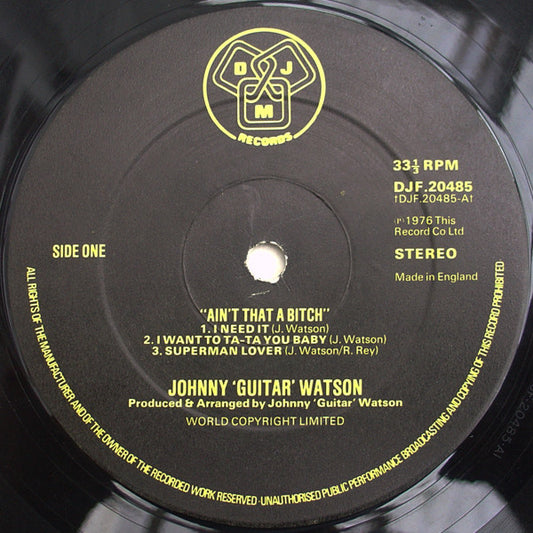 D J
M
RECORDS
33⅓ RPM
DJF.20485
†DJF.20485-A†
℗ 1976 This
Record Co Ltd
SIDE ONE
STEREO
Made in England
"AIN'T THAT A BITCH"
1. I NEED IT (J. Watson)
2. I WANT TO TA-TA YOU BABY (J. Watson)
3. SUPERMAN LOVER (J. Watson/R. Rey)
JOHNNY 'GUITAR' WATSON
Produced & Arranged by Johnny 'Guitar' Watson
WORLD COPYRIGHT LIMITED
ALL RIGHTS OF THE MANUFACTURER AND OF THE OWNER OF THE RECORDED WORK RESERVED · UNAUTHORISED PUBLIC PERFORMANCE BROADCASTING AND COPYING OF THIS RECORD PROHIBITED